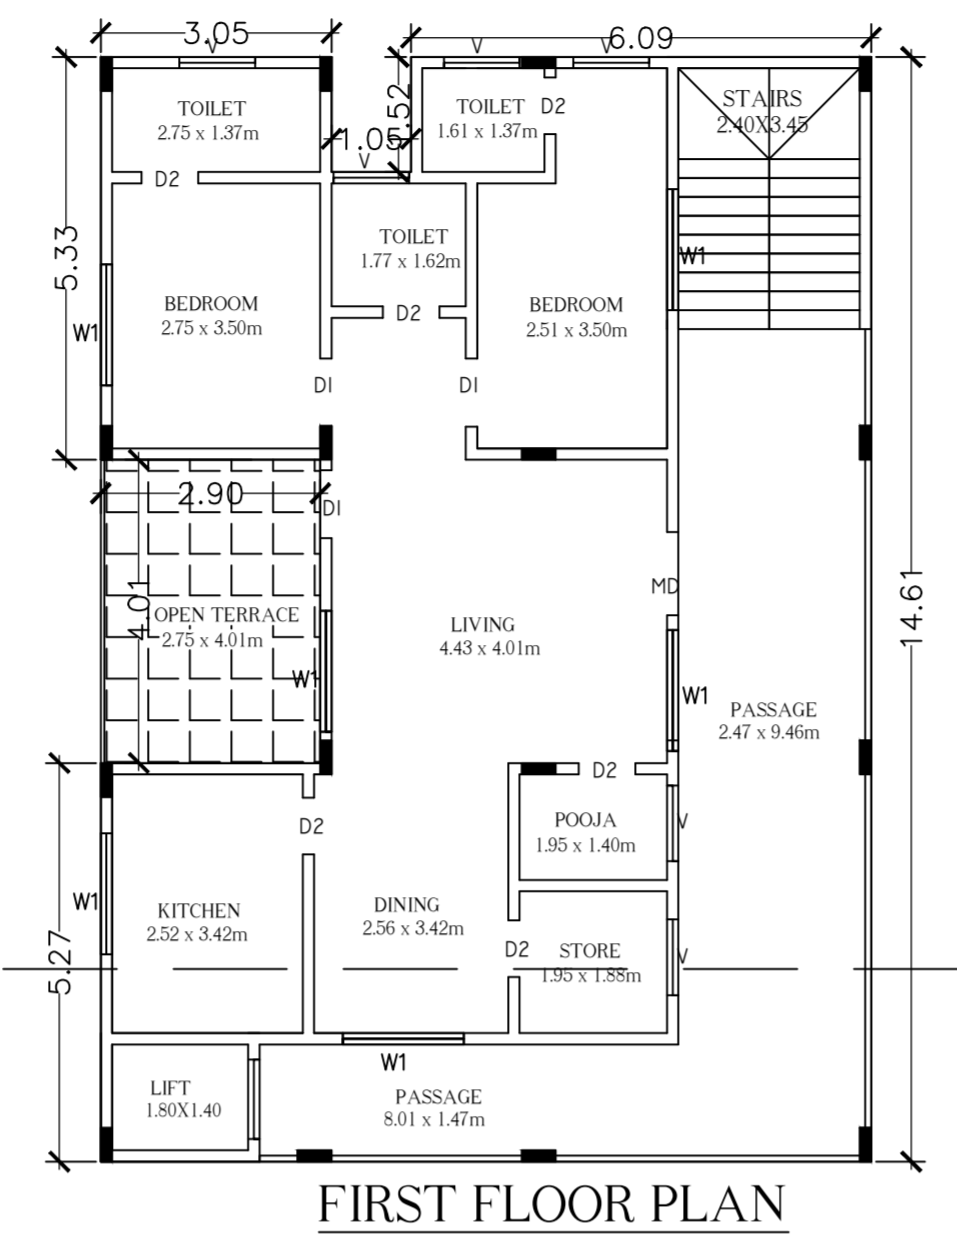 3.05
6.09
V
V
V
TOILET
2.75 x 1.37m
1.05
.52
V
TOILET
1.61 x 1.37m
D2
STAIRS
2.40X3.45
D2
5.33
TOILET
1.77 x 1.62m
W1
BEDROOM
2.75 x 3.50m
D2
BEDROOM
2.51 x 3.50m
W1
D1
D1
2.90
D1
14.61
4.01
OPEN TERRACE
2.75 x 4.01m
MD
LIVING
4.43 x 4.01m
W1
W1
PASSAGE
2.47 x 9.46m
D2
D2
POOJA
1.95 x 1.40m
V
W1
KITCHEN
2.52 x 3.42m
DINING
2.56 x 3.42m
5.27
D2
STORE
1.95 x 1.88m
V
W1
LIFT
1.80X1.40
PASSAGE
8.01 x 1.47m
FIRST FLOOR PLAN